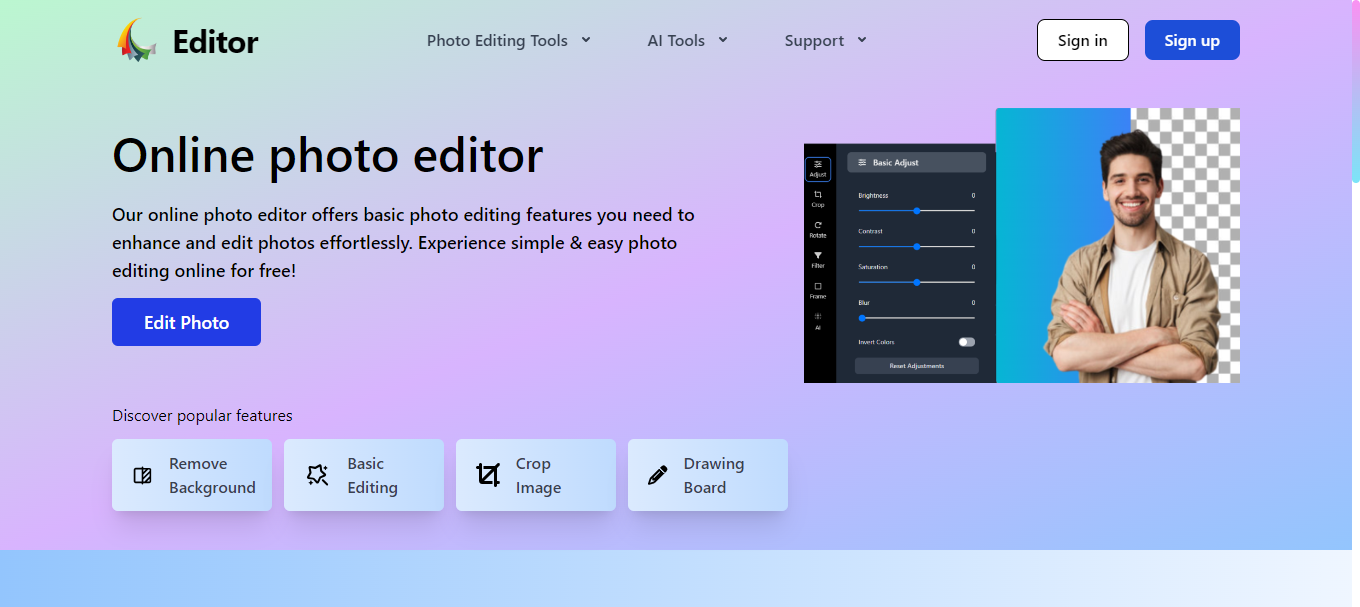 Editor
Photo Editing Tools
AI Tools
Support
Sign in
Sign up
Online photo editor
Our online photo editor offers basic photo editing features you need to
enhance and edit photos effortlessly. Experience simple & easy photo
editing online for free!
Edit Photo
Adjust
Crop
Rotate
Filter
Frame
AI
Basic Adjust
Brightness 0
Contrast 0
Saturation 0
Blur 0
Invert Colors
Reset Adjustments
Discover popular features
Remove
Background
Basic
Editing
Crop
Image
Drawing
Board